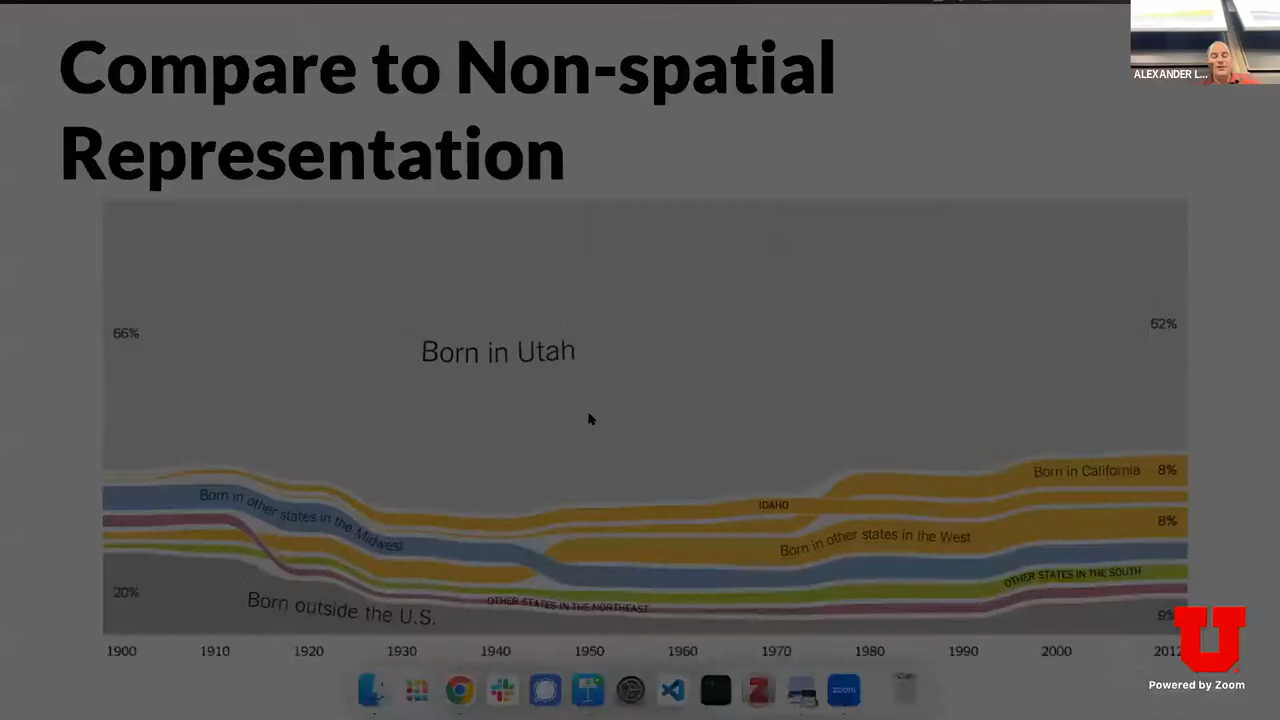 Compare to Non-spatial
Representation
ALEXANDER L...
66%
52%
Born in Utah
Born in California 8%
IDAHO
Born in other states in the Midwest
8%
Born in other states in the West
OTHER STATES IN THE SOUTH
20%
Born outside the U.S.
OTHER STATES IN THE NORTHEAST
9%
1900 1910 1920 1930 1940 1950 1960 1970 1980 1990 2000 2012
zoom
U
Powered by Zoom